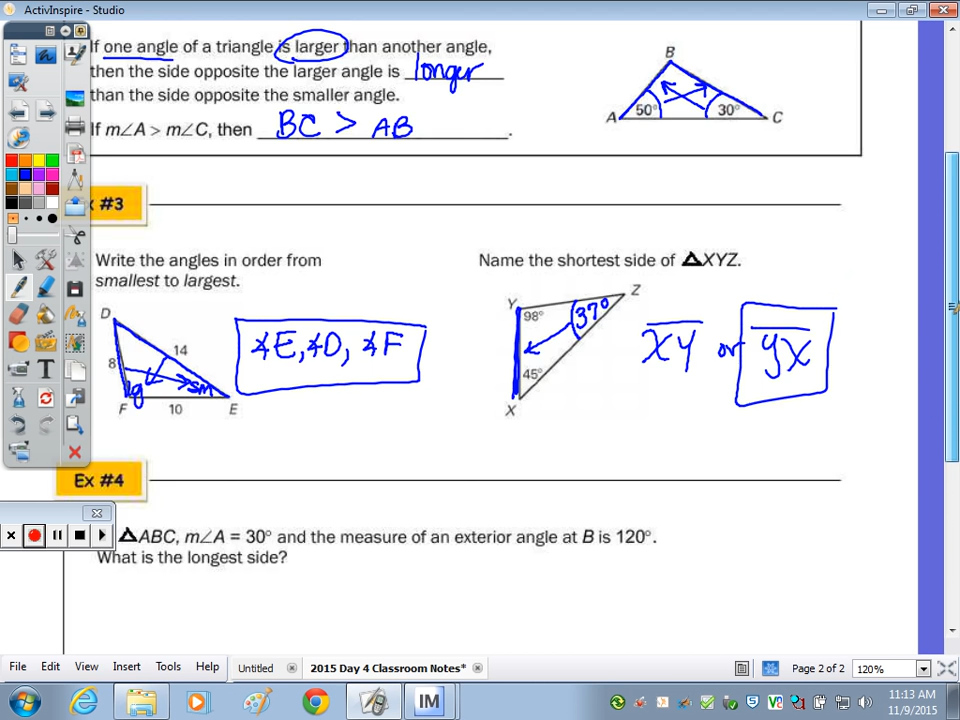 ActivInspire - Studio
If one angle of a triangle is larger than another angle,
then the side opposite the larger angle is longer
than the side opposite the smaller angle.
If m∠A > m∠C, then BC > AB.
B
50° 30°
A C
#3
Write the angles in order from
smallest to largest.
Name the shortest side of △XYZ.
D
14
8
lg sm
F 10 E
∡E, ∡D, ∡F
Z
Y
98° 37°
45°
X
XY or YX
Ex #4
△ABC, m∠A = 30° and the measure of an exterior angle at B is 120°.
What is the longest side?
File Edit View Insert Tools Help Untitled 2015 Day 4 Classroom Notes* Page 2 of 2 120%
IM
11:13 AM
11/9/2015